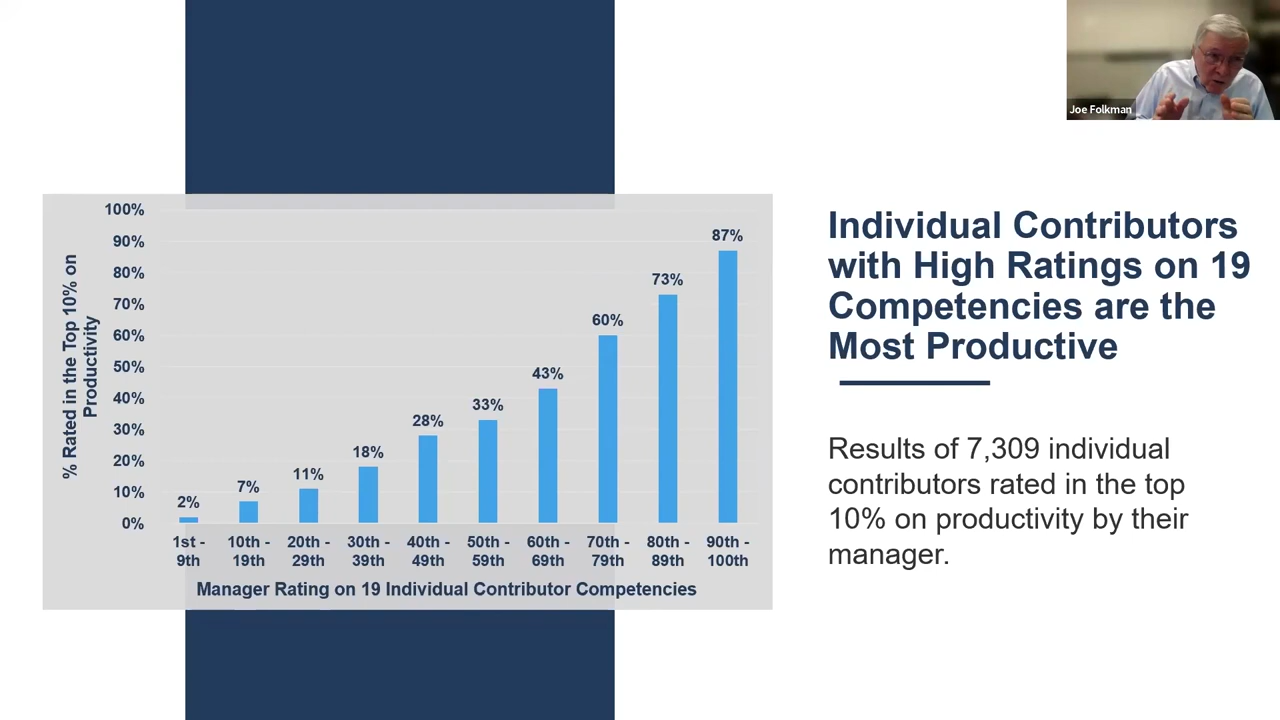 Joe Folkman
Individual Contributors
with High Ratings on 19
Competencies are the
Most Productive
Results of 7,309 individual
contributors rated in the top
10% on productivity by their
manager.
% Rated in the Top 10% on
Productivity
100%
90%
80%
70%
60%
50%
40%
30%
20%
10%
0%
2%
7%
11%
18%
28%
33%
43%
60%
73%
87%
1st -
9th
10th -
19th
20th -
29th
30th -
39th
40th -
49th
50th -
59th
60th -
69th
70th -
79th
80th -
89th
90th -
100th
Manager Rating on 19 Individual Contributor Competencies